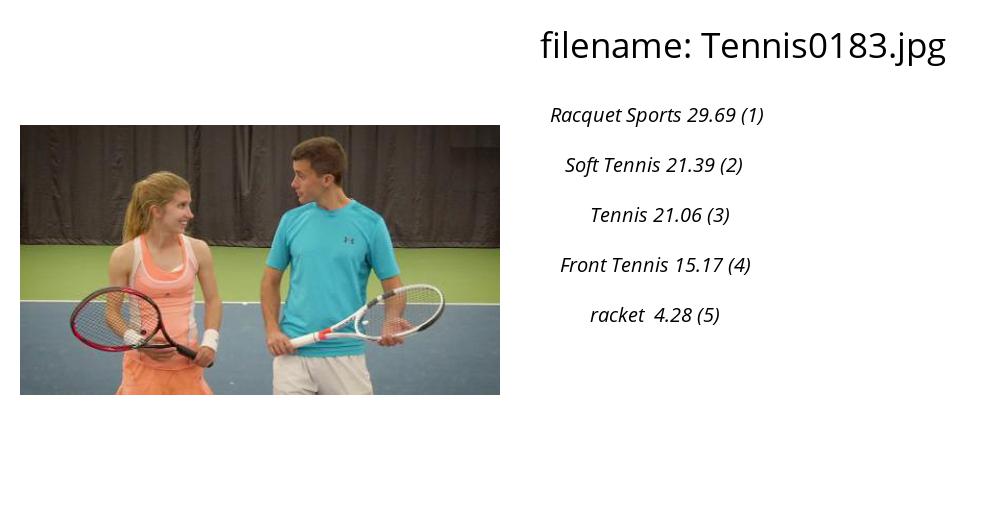 filename: Tennis0183.jpg
Racquet Sports 29.69 (1)
Soft Tennis 21.39 (2)
Tennis 21.06 (3)
Front Tennis 15.17 (4)
racket  4.28 (5)